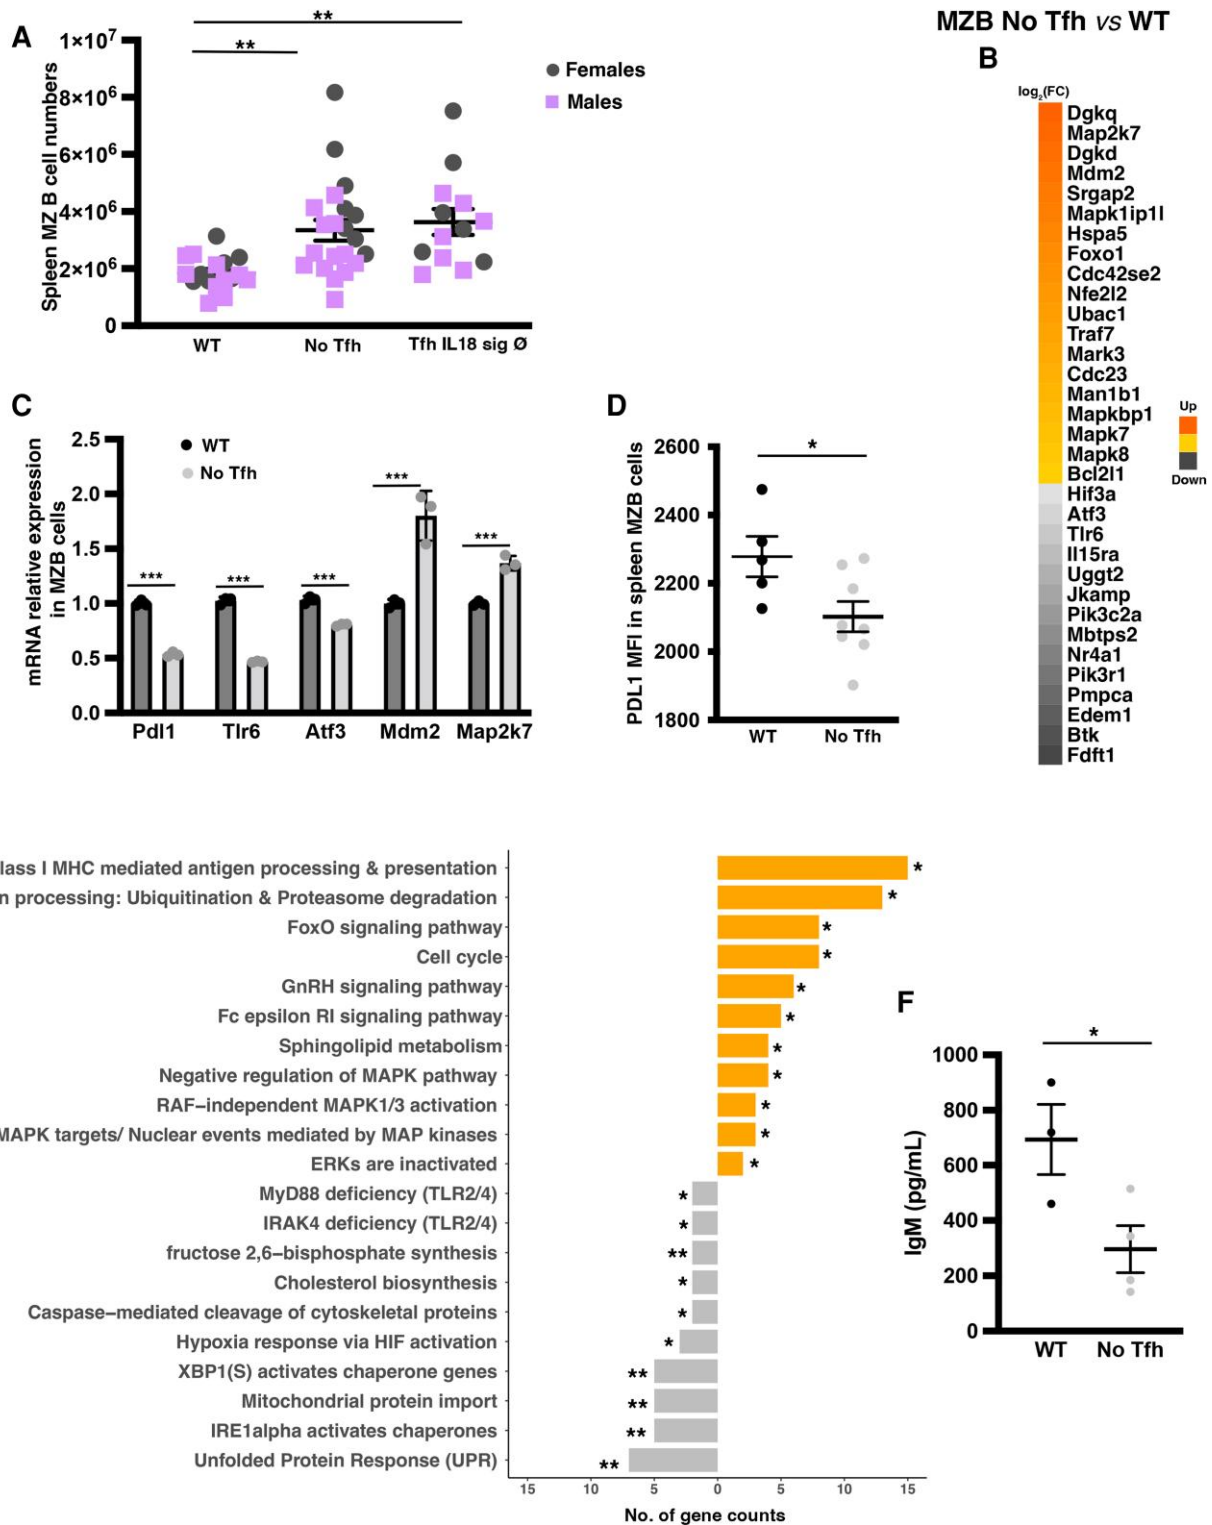 MZB No Tfh vs WT
A
**
**
1×10⁷
8×10⁶
6×10⁶
4×10⁶
2×10⁶
0
Spleen MZ B cell numbers
WT
No Tfh
Tfh IL18 sig Ø
Females
Males
B
log₂(FC)
Dgkq
Map2k7
Dgkd
Mdm2
Srgap2
Mapk1ip1l
Hspa5
Foxo1
Cdc42se2
Nfe2l2
Ubac1
Traf7
Mark3
Cdc23
Man1b1
Mapkbp1
Mapk7
Mapk8
Bcl2l1
Hif3a
Atf3
Tlr6
Il15ra
Uggt2
Jkamp
Pik3c2a
Mbtps2
Nr4a1
Pik3r1
Pmpca
Edem1
Btk
Fdft1
Up
Down
C
mRNA relative expression
in MZB cells
2.5
2.0
1.5
1.0
0.5
0.0
WT
No Tfh
***
***
***
***
***
Pdl1
Tlr6
Atf3
Mdm2
Map2k7
D
PDL1 MFI in spleen MZB cells
2600
2400
2200
2000
1800
*
WT
No Tfh
lass I MHC mediated antigen processing & presentation *
n processing: Ubiquitination & Proteasome degradation *
FoxO signaling pathway *
Cell cycle *
GnRH signaling pathway *
Fc epsilon RI signaling pathway *
Sphingolipid metabolism *
Negative regulation of MAPK pathway *
RAF–independent MAPK1/3 activation *
MAPK targets/ Nuclear events mediated by MAP kinases *
ERKs are inactivated *
MyD88 deficiency (TLR2/4) *
IRAK4 deficiency (TLR2/4) *
fructose 2,6–bisphosphate synthesis **
Cholesterol biosynthesis *
Caspase–mediated cleavage of cytoskeletal proteins *
Hypoxia response via HIF activation *
XBP1(S) activates chaperone genes **
Mitochondrial protein import **
IRE1alpha activates chaperones **
Unfolded Protein Response (UPR) **
15 10 5 0 5 10 15
No. of gene counts
F
IgM (pg/mL)
1000
800
600
400
200
0
*
WT
No Tfh